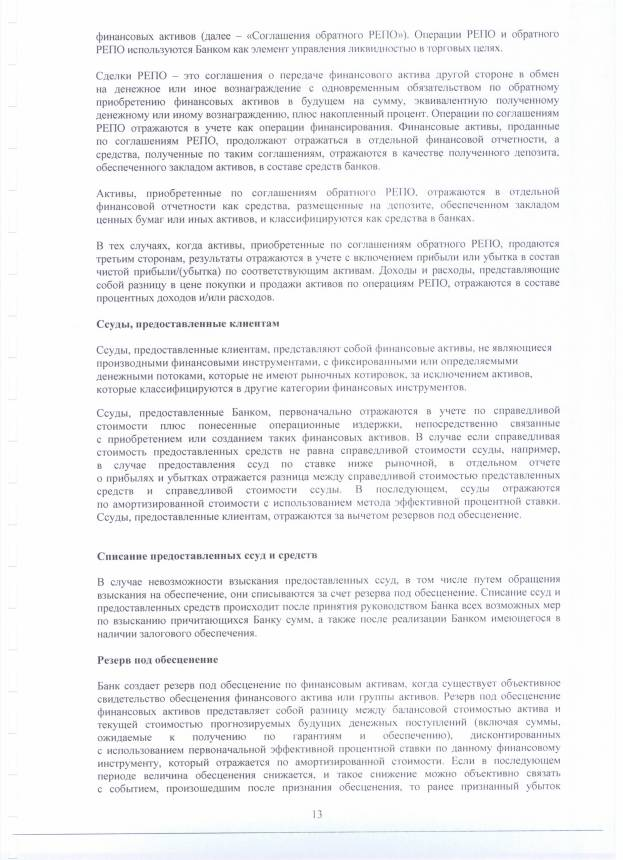 финансовых активов (далее – «Соглашения обратного РЕПО»). Операции РЕПО и обратного
РЕПО используются Банком как элемент управления ликвидностью в торговых целях.
Сделки РЕПО – это соглашения о передаче финансового актива другой стороне в обмен
на денежное или иное вознаграждение с одновременным обязательством по обратному
приобретению финансовых активов в будущем на сумму, эквивалентную полученному
денежному или иному вознаграждению, плюс накопленный процент. Операции по соглашениям
РЕПО отражаются в учете как операции финансирования. Финансовые активы, проданные
по соглашениям РЕПО, продолжают отражаться в отдельной финансовой отчетности, а
средства, полученные по таким соглашениям, отражаются в качестве полученного депозита,
обеспеченного закладом активов, в составе средств банков.
Активы, приобретенные по соглашениям обратного РЕПО, отражаются в отдельной
финансовой отчетности как средства, размещенные на депозите, обеспеченном закладом
ценных бумаг или иных активов, и классифицируются как средства в банках.
В тех случаях, когда активы, приобретенные по соглашениям обратного РЕПО, продаются
третьим сторонам, результаты отражаются в учете с включением прибыли или убытка в состав
чистой прибыли/(убытка) по соответствующим активам. Доходы и расходы, представляющие
собой разницу в цене покупки и продажи активов по операциям РЕПО, отражаются в составе
процентных доходов и/или расходов.
Ссуды, предоставленные клиентам
Ссуды, предоставленные клиентам, представляют собой финансовые активы, не являющиеся
производными финансовыми инструментами, с фиксированными или определяемыми
денежными потоками, которые не имеют рыночных котировок, за исключением активов,
которые классифицируются в другие категории финансовых инструментов.
Ссуды, предоставленные Банком, первоначально отражаются в учете по справедливой
стоимости плюс понесенные операционные издержки, непосредственно связанные
с приобретением или созданием таких финансовых активов. В случае если справедливая
стоимость предоставленных средств не равна справедливой стоимости ссуды, например,
в случае предоставления ссуд по ставке ниже рыночной, в отдельном отчете
о прибылях и убытках отражается разница между справедливой стоимостью представленных
средств и справедливой стоимости ссуды. В последующем, ссуды отражаются
по амортизированной стоимости с использованием метода эффективной процентной ставки.
Ссуды, предоставленные клиентам, отражаются за вычетом резервов под обесценение.
Списание предоставленных ссуд и средств
В случае невозможности взыскания предоставленных ссуд, в том числе путем обращения
взыскания на обеспечение, они списываются за счет резерва под обесценение. Списание ссуд и
предоставленных средств происходит после принятия руководством Банка всех возможных мер
по взысканию причитающихся Банку сумм, а также после реализации Банком имеющегося в
наличии залогового обеспечения.
Резерв под обесценение
Банк создает резерв под обесценение по финансовым активам, когда существует объективное
свидетельство обесценения финансового актива или группы активов. Резерв под обесценение
финансовых активов представляет собой разницу между балансовой стоимостью актива и
текущей стоимостью прогнозируемых будущих денежных поступлений (включая суммы,
ожидаемые к получению по гарантиям и обеспечению), дисконтированных
с использованием первоначальной эффективной процентной ставки по данному финансовому
инструменту, который отражается по амортизированной стоимости. Если в последующем
периоде величина обесценения снижается, и такое снижение можно объективно связать
с событием, произошедшим после признания обесценения, то ранее признанный убыток
13